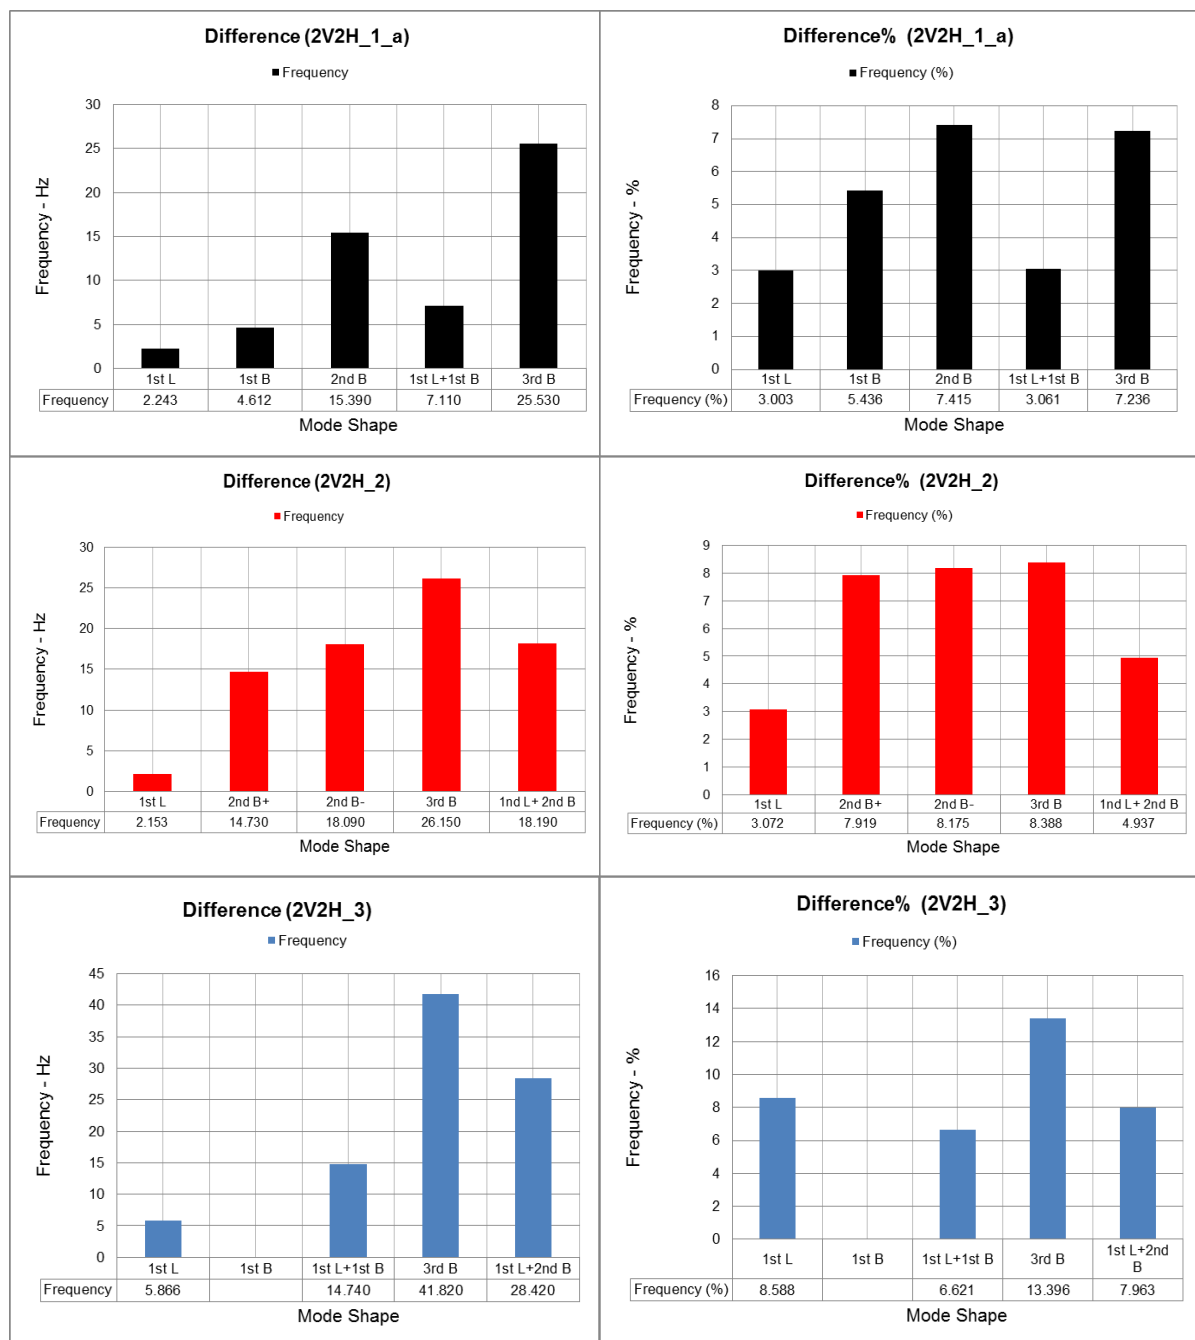 Difference (2V2H_1_a)
Frequency
Frequency - Hz
30
25
20
15
10
5
0
1st L 1st B 2nd B 1st L+1st B 3rd B
Frequency 2.243 4.612 15.390 7.110 25.530
Mode Shape
Difference% (2V2H_1_a)
Frequency (%)
Frequency - %
8
7
6
5
4
3
2
1
0
1st L 1st B 2nd B 1st L+1st B 3rd B
Frequency (%) 3.003 5.436 7.415 3.061 7.236
Mode Shape
Difference (2V2H_2)
Frequency
Frequency - Hz
30
25
20
15
10
5
0
1st L 2nd B+ 2nd B- 3rd B 1nd L+ 2nd B
Frequency 2.153 14.730 18.090 26.150 18.190
Mode Shape
Difference% (2V2H_2)
Frequency (%)
Frequency - %
9
8
7
6
5
4
3
2
1
0
1st L 2nd B+ 2nd B- 3rd B 1nd L+ 2nd B
Frequency (%) 3.072 7.919 8.175 8.388 4.937
Mode Shape
Difference (2V2H_3)
Frequency
Frequency - Hz
45
40
35
30
25
20
15
10
5
0
1st L 1st B 1st L+1st B 3rd B 1st L+2nd B
Frequency 5.866 14.740 41.820 28.420
Mode Shape
Difference% (2V2H_3)
Frequency (%)
Frequency - %
16
14
12
10
8
6
4
2
0
1st L 1st B 1st L+1st B 3rd B 1st L+2nd
B
Frequency (%) 8.588 6.621 13.396 7.963
Mode Shape